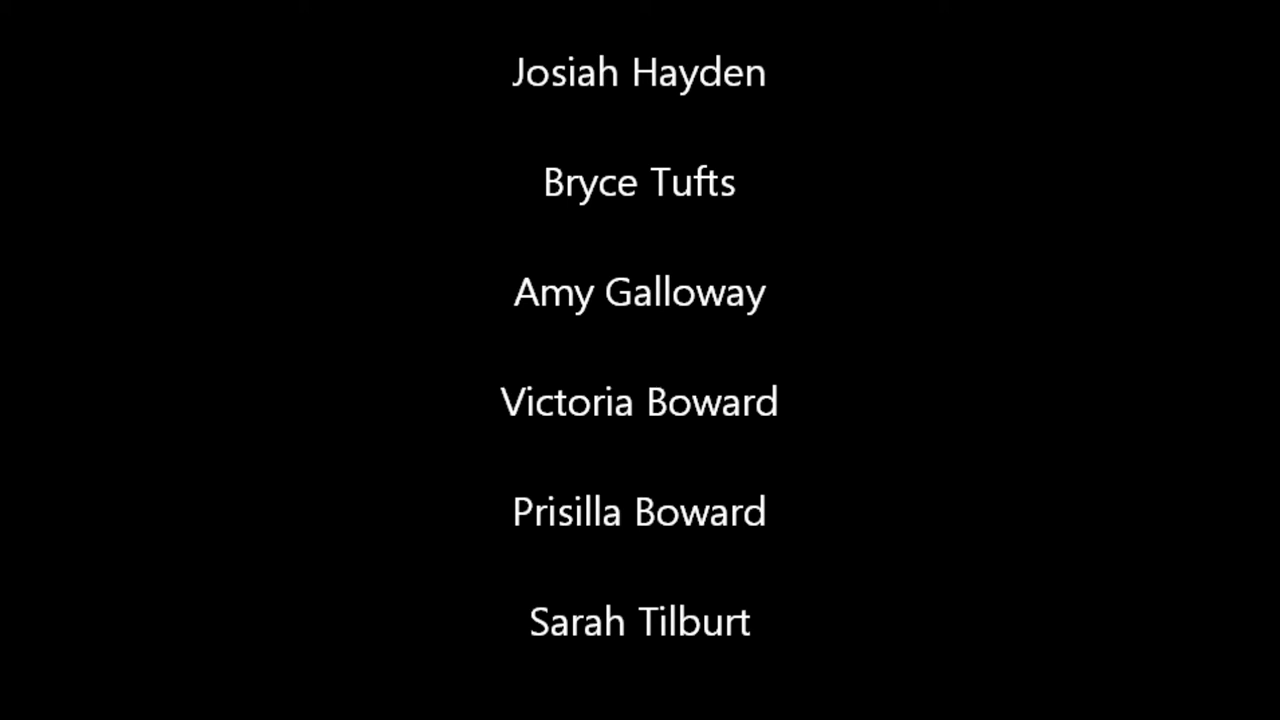 Josiah Hayden
Bryce Tufts
Amy Galloway
Victoria Boward
Prisilla Boward
Sarah Tilburt